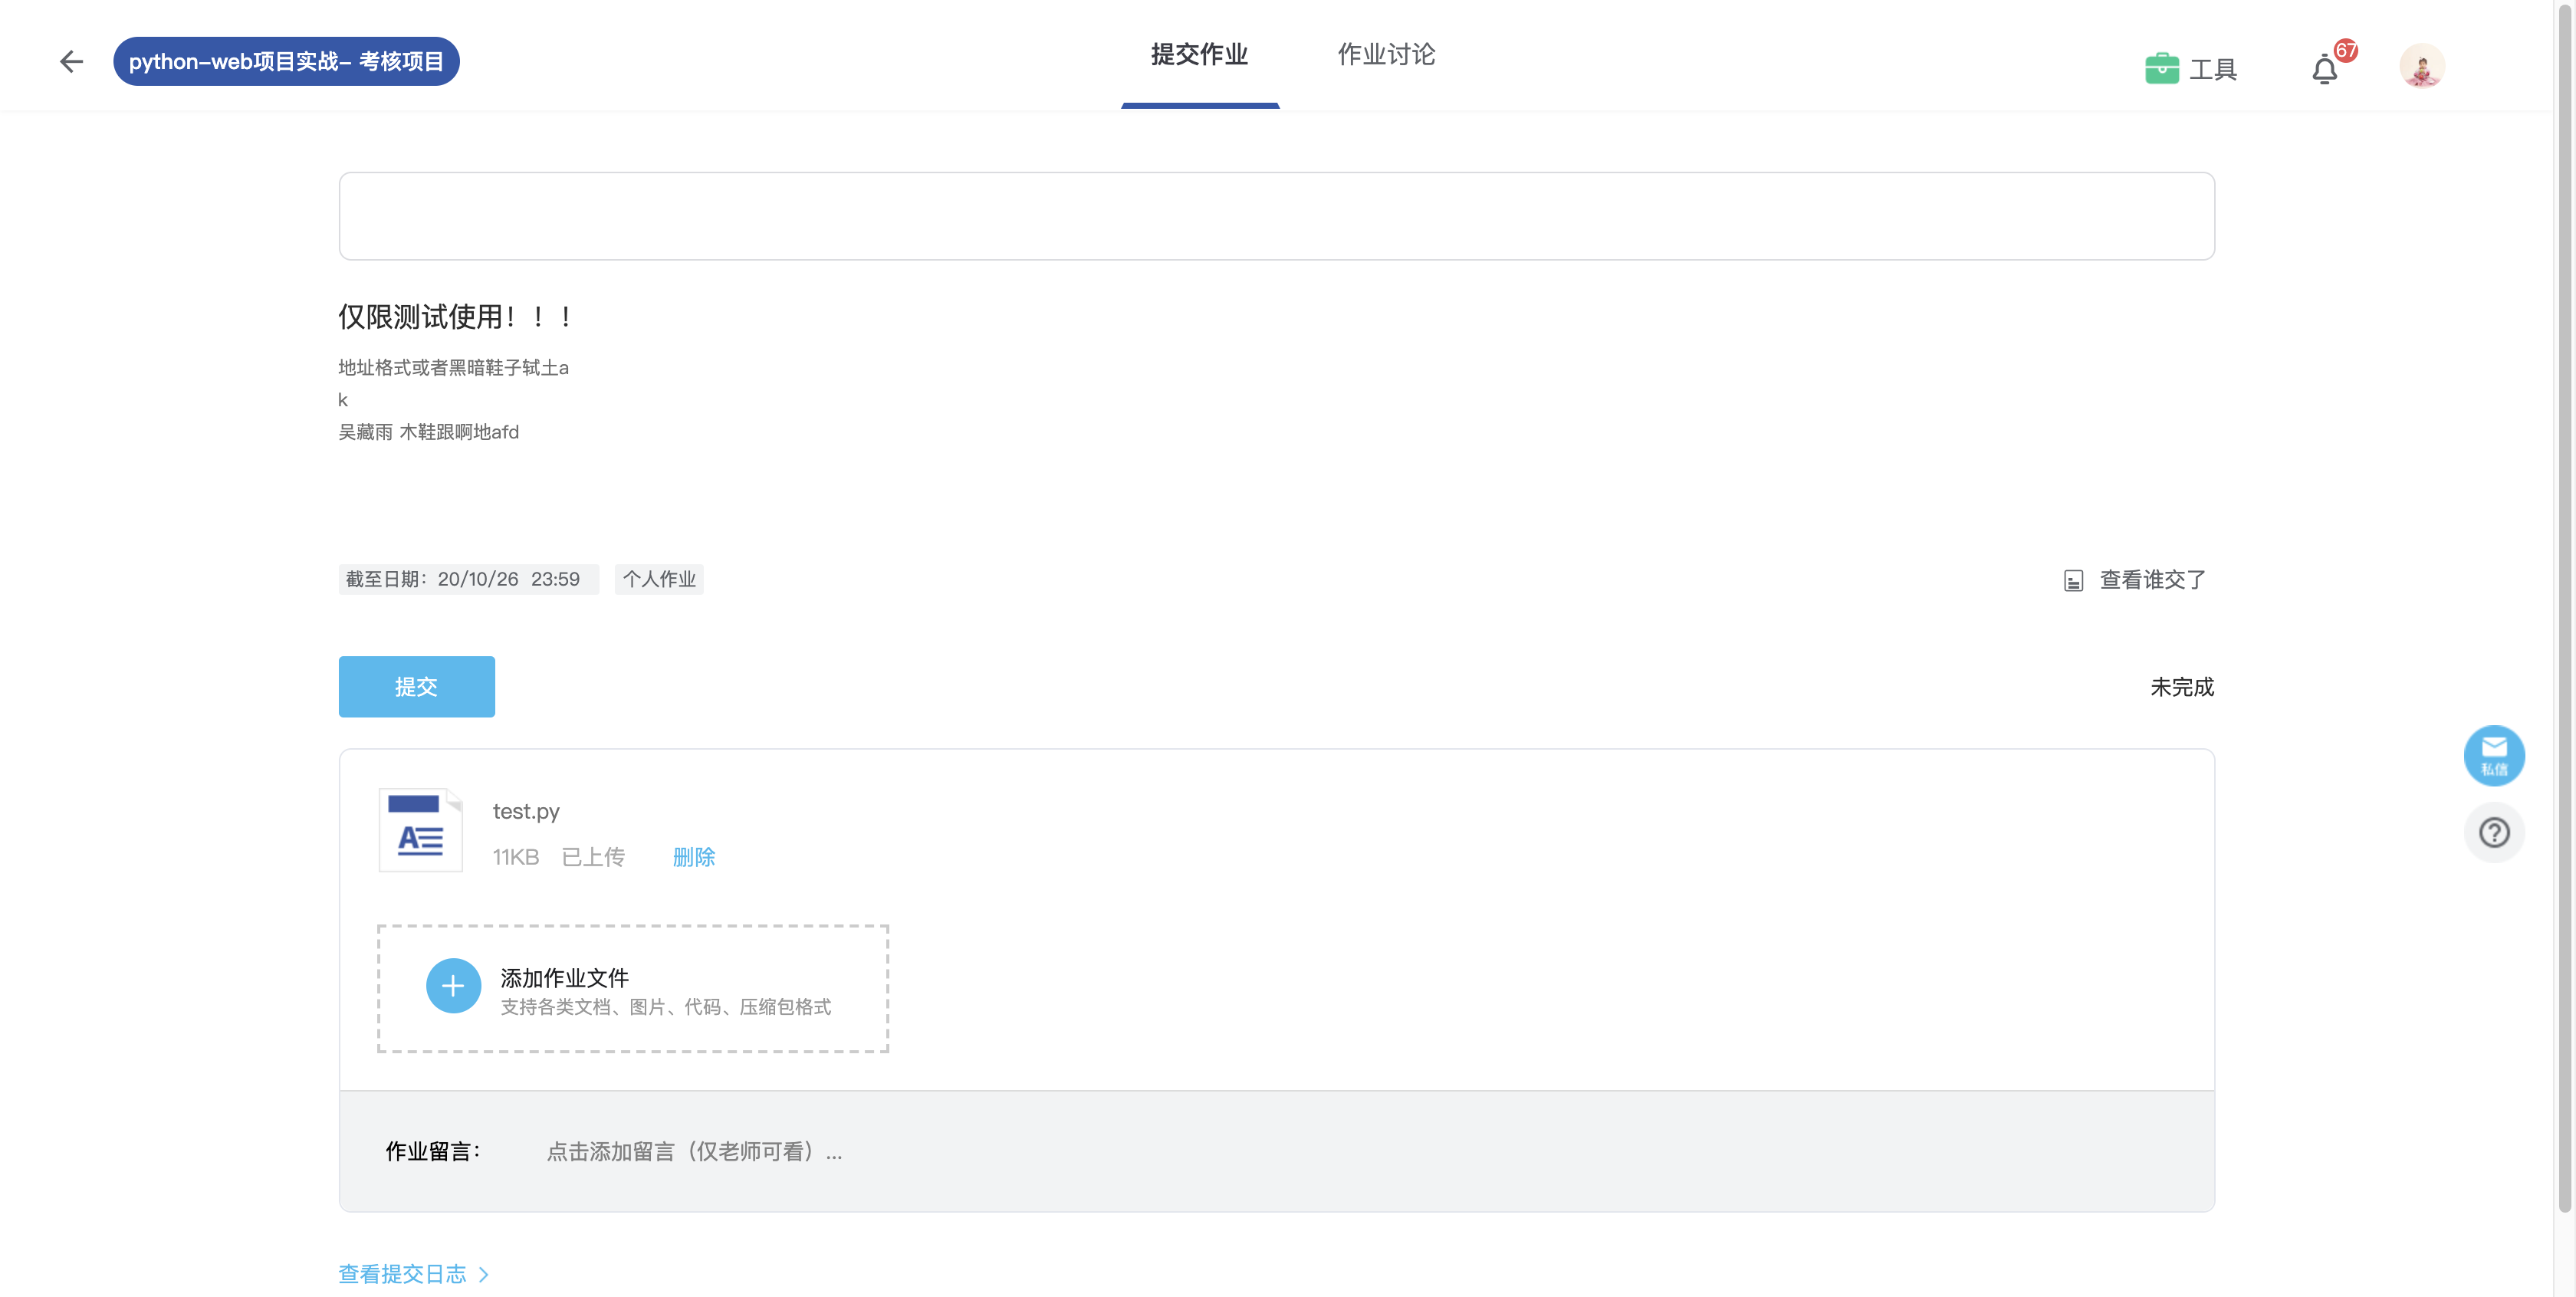 python-web项目实战- 考核项目
提交作业
作业讨论
工具
67
仅限测试使用！！！
地址格式或者黑暗鞋子轼土a
k
吴藏雨 木鞋跟啊地afd
截至日期：20/10/26 23:59
个人作业
查看谁交了
提交
未完成
私信
test.py
11KB 已上传 删除
添加作业文件
支持各类文档、图片、代码、压缩包格式
作业留言：
点击添加留言（仅老师可看）...
查看提交日志